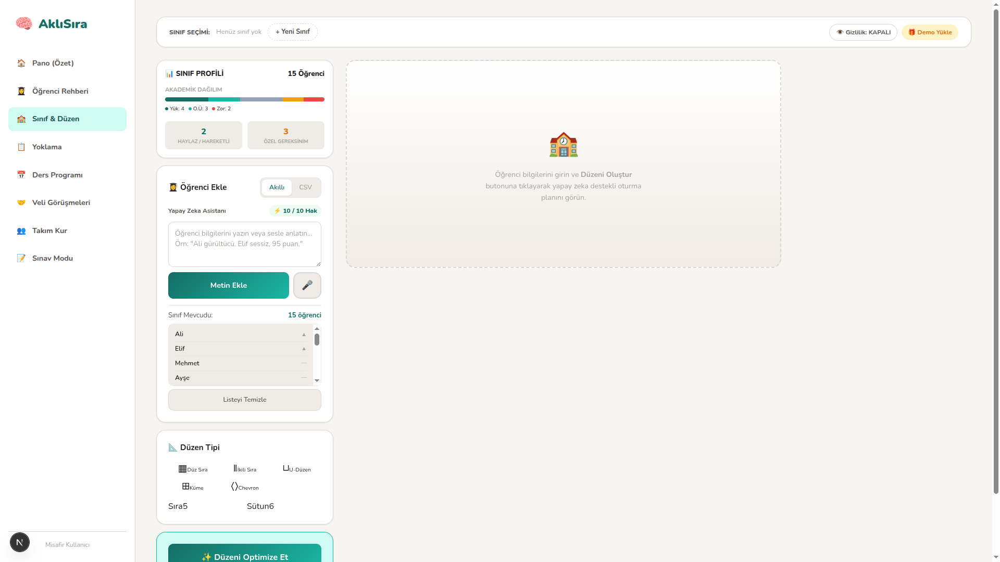 AklıSıra
Pano (Özet)
Öğrenci Rehberi
Sınıf & Düzen
Yoklama
Ders Programı
Veli Görüşmeleri
Takım Kur
Sınav Modu
N
Misafir Kullanıcı
SINIF SEÇİMİ: Henüz sınıf yok + Yeni Sınıf
Gizlilik: KAPALI
Demo Yükle
SINIF PROFİLİ 15 Öğrenci
AKADEMİK DAĞILIM
Yük: 4 O.Ü: 3 Zor: 2
2
HAYLAZ / HAREKETLİ
3
ÖZEL GEREKSİNİM
Öğrenci Ekle
Akıllı CSV
Yapay Zeka Asistanı ⚡ 10 / 10 Hak
Öğrenci bilgilerini yazın veya sesle anlatın...
Örn: "Ali gürültücü. Elif sessiz, 95 puan."
Metin Ekle
Sınıf Mevcudu: 15 öğrenci
Ali ▲
Elif ▲
Mehmet —
Ayşe —
Listeyi Temizle
Düzen Tipi
Düz Sıra
İkili Sıra
U-Düzen
Küme
Chevron
Sıra5 Sütun6
Düzeni Optimize Et
Öğrenci bilgilerini girin ve Düzeni Oluştur
butonuna tıklayarak yapay zeka destekli oturma
planını görün.